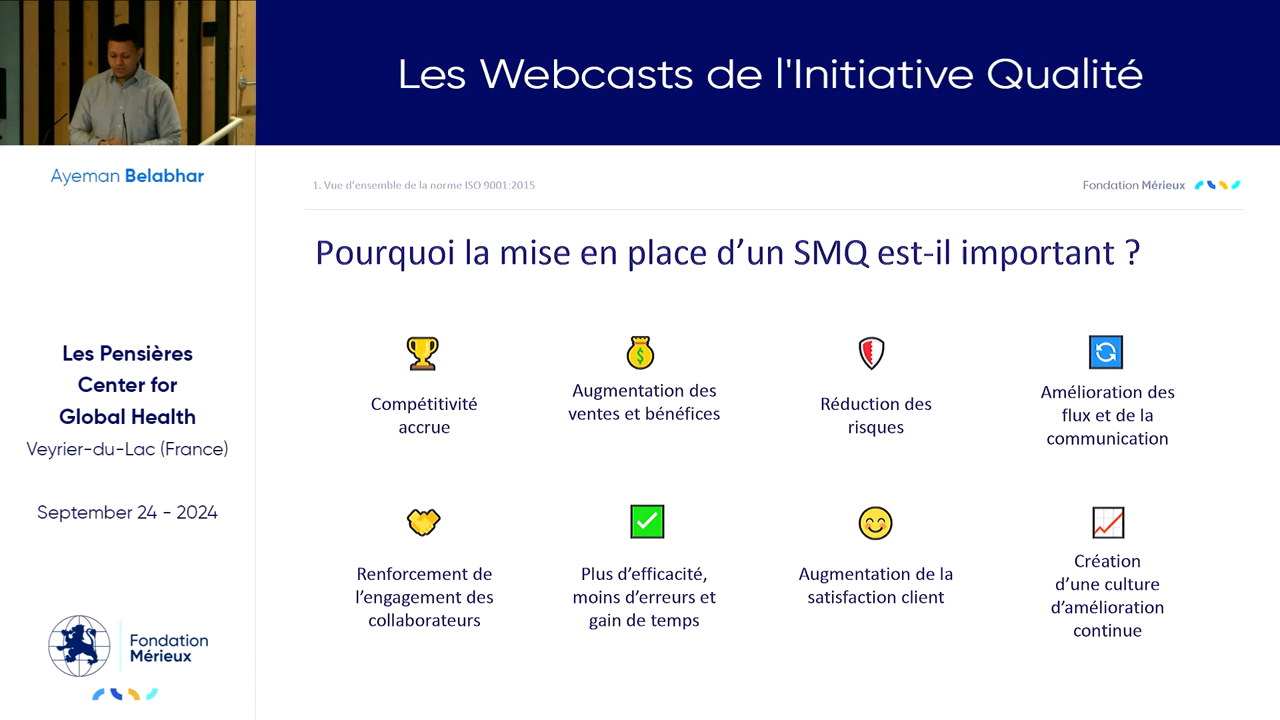 Les Webcasts de l'Initiative Qualité
Ayeman Belabhar
1. Vue d'ensemble de la norme ISO 9001:2015
Fondation Mérieux
Pourquoi la mise en place d’un SMQ est-il important ?
Compétitivité
accrue
Augmentation des
ventes et bénéfices
Réduction des
risques
Amélioration des
flux et de la
communication
Renforcement de
l’engagement des
collaborateurs
Plus d’efficacité,
moins d’erreurs et
gain de temps
Augmentation de la
satisfaction client
Création
d’une culture
d’amélioration
continue
Les Pensières
Center for
Global Health
Veyrier-du-Lac (France)
September 24 - 2024
Fondation
Mérieux